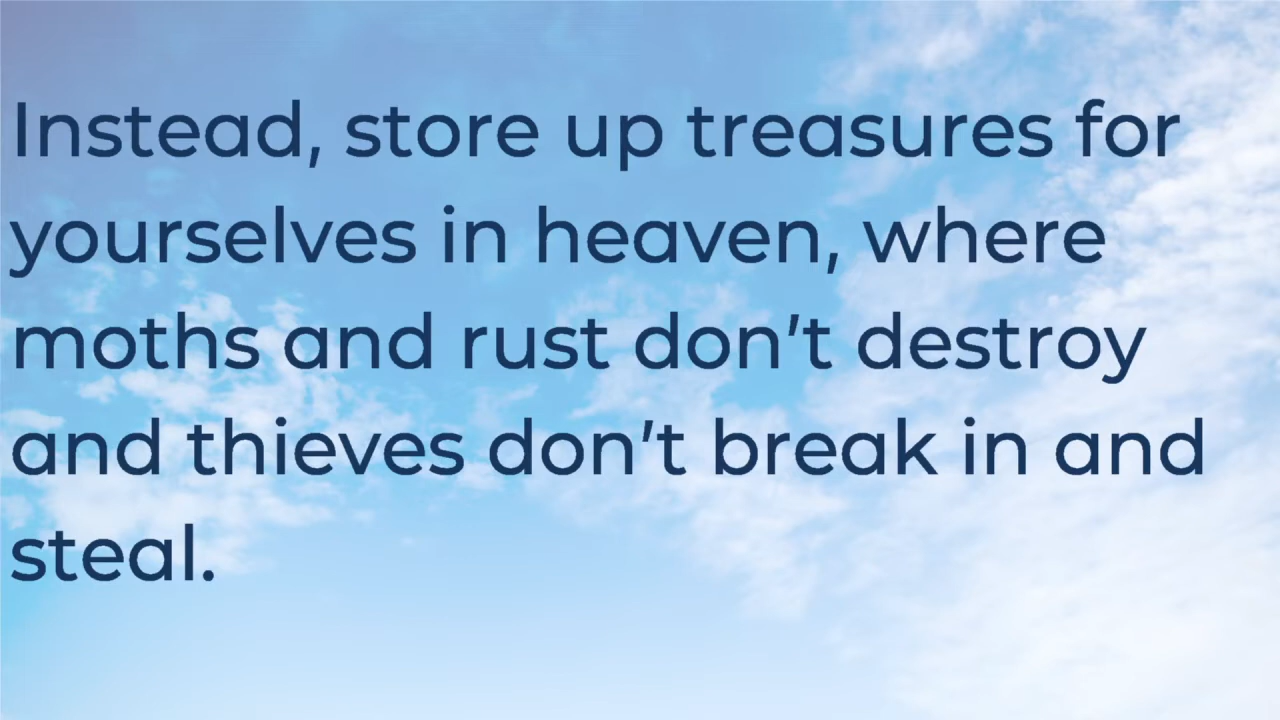 Instead, store up treasures for
yourselves in heaven, where
moths and rust don’t destroy
and thieves don’t break in and
steal.